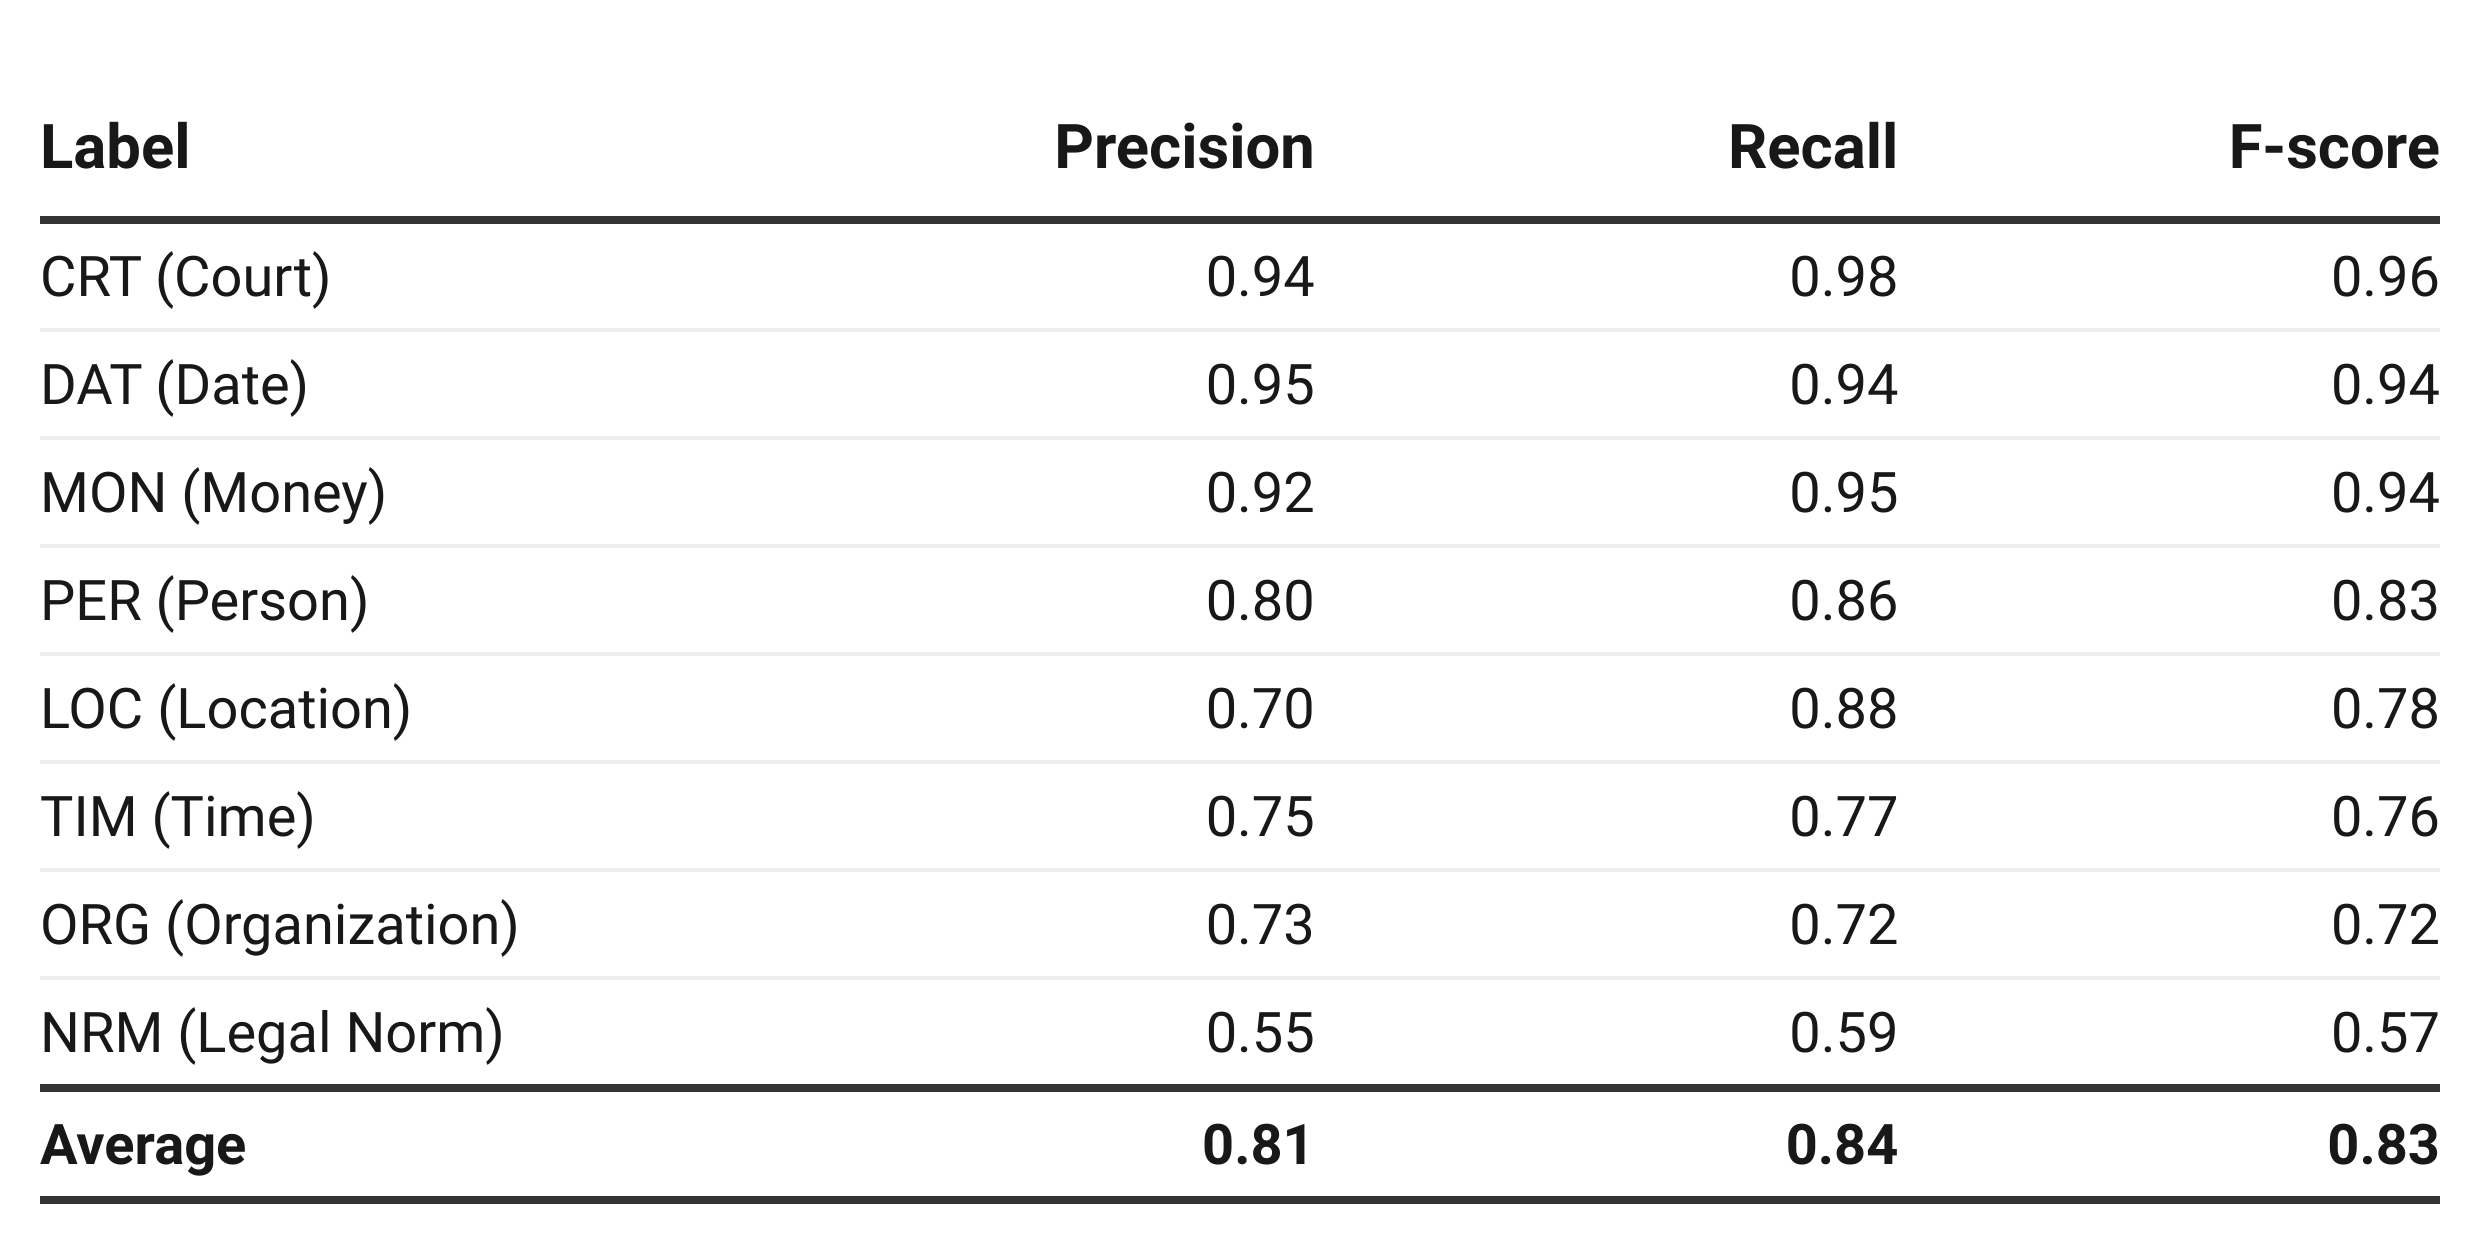 Label Precision Recall F-score
CRT (Court) 0.94 0.98 0.96
DAT (Date) 0.95 0.94 0.94
MON (Money) 0.92 0.95 0.94
PER (Person) 0.80 0.86 0.83
LOC (Location) 0.70 0.88 0.78
TIM (Time) 0.75 0.77 0.76
ORG (Organization) 0.73 0.72 0.72
NRM (Legal Norm) 0.55 0.59 0.57
Average 0.81 0.84 0.83